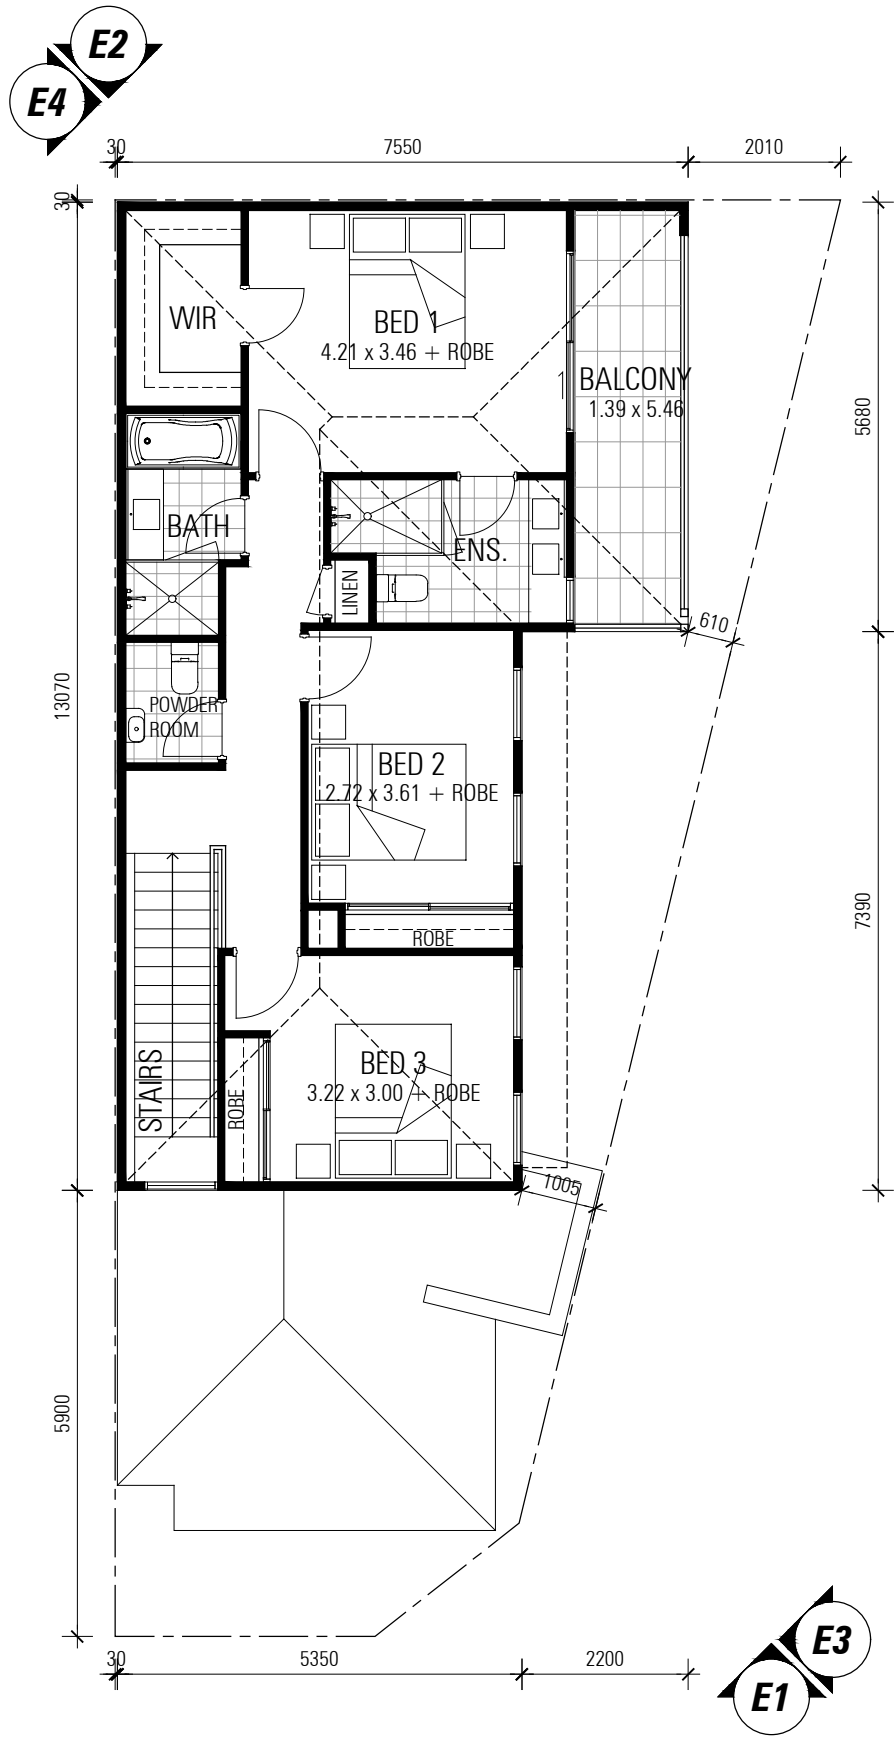 E2
E4
30
7550
2010
30
WIR
BED 1
4.21 x 3.46 + ROBE
BALCONY
1.39 x 5.46
5680
BATH
ENS.
LINEN
610
13070
POWDER
ROOM
BED 2
2.72 x 3.61 + ROBE
7390
ROBE
STAIRS
ROBE
BED 3
3.22 x 3.00 + ROBE
1005
5900
E3
E1
30
5350
2200